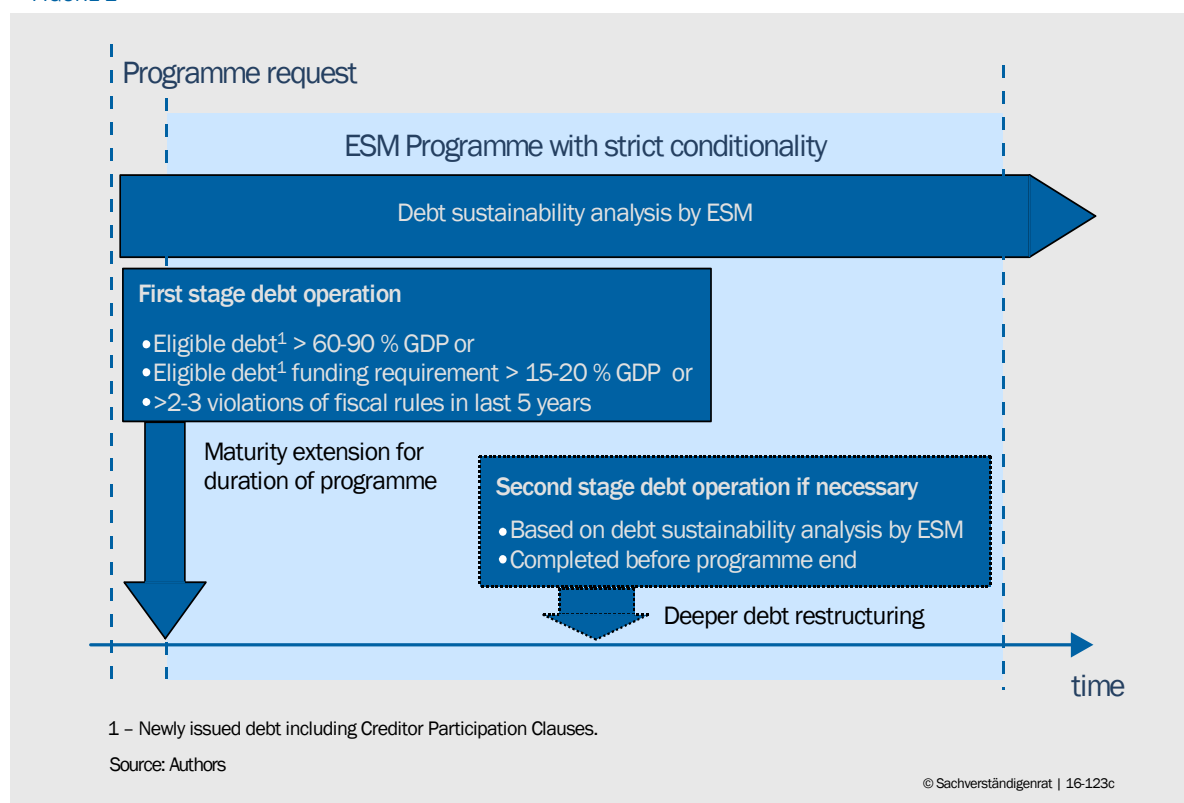 Programme request
ESM Programme with strict conditionality
Debt sustainability analysis by ESM
First stage debt operation
•Eligible debt¹ > 60-90 % GDP or
•Eligible debt¹ funding requirement > 15-20 % GDP or
•>2-3 violations of fiscal rules in last 5 years
Maturity extension for
duration of programme
Second stage debt operation if necessary
•Based on debt sustainability analysis by ESM
•Completed before programme end
Deeper debt restructuring
time
1 – Newly issued debt including Creditor Participation Clauses.
Source: Authors
© Sachverständigenrat | 16-123c